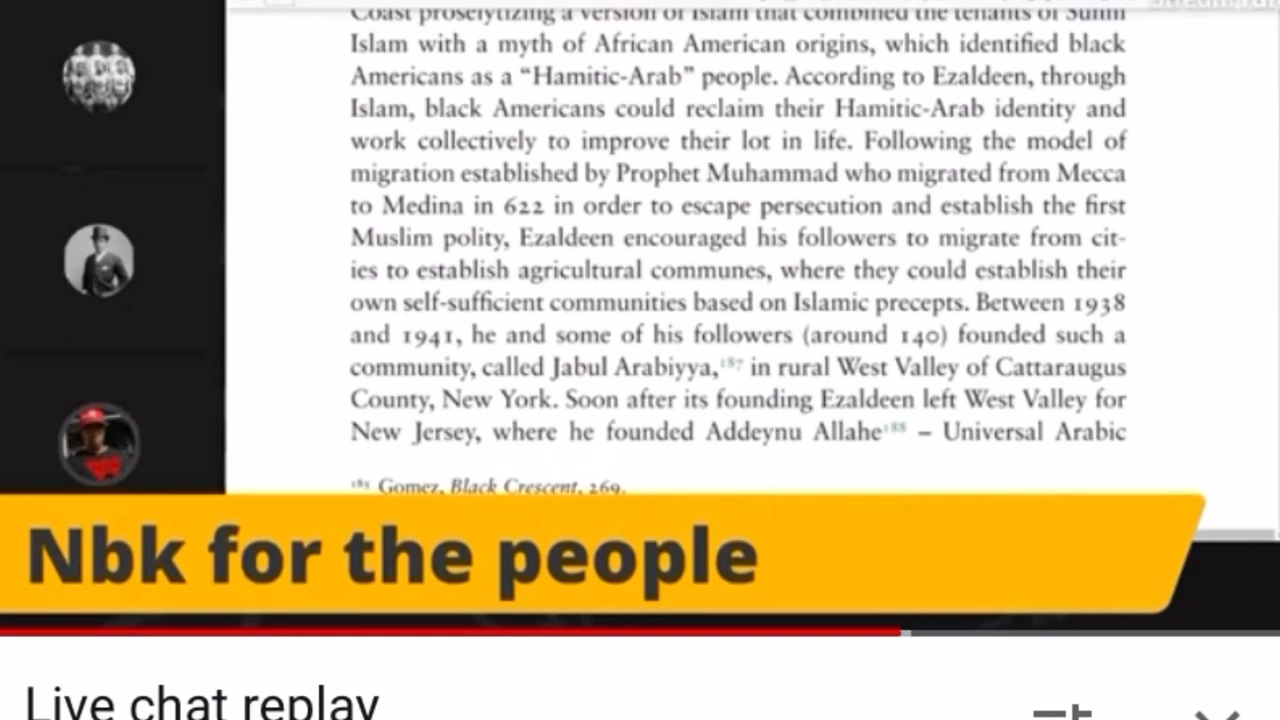 Coast proselytizing a version of Islam that combined the tenants of Sunni
Islam with a myth of African American origins, which identified black
Americans as a “Hamitic-Arab” people. According to Ezaldeen, through
Islam, black Americans could reclaim their Hamitic-Arab identity and
work collectively to improve their lot in life. Following the model of
migration established by Prophet Muhammad who migrated from Mecca
to Medina in 622 in order to escape persecution and establish the first
Muslim polity, Ezaldeen encouraged his followers to migrate from cit-
ies to establish agricultural communes, where they could establish their
own self-sufficient communities based on Islamic precepts. Between 1938
and 1941, he and some of his followers (around 140) founded such a
community, called Jabul Arabiyya,187 in rural West Valley of Cattaraugus
County, New York. Soon after its founding Ezaldeen left West Valley for
New Jersey, where he founded Addeynu Allahe188 – Universal Arabic
Gomez, Black Crescent, 269.
Nbk for the people
Live chat replay